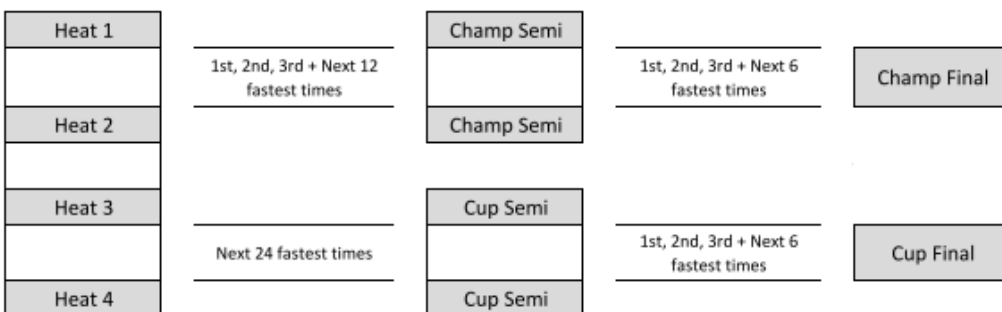 Heat 1
Champ Semi
1st, 2nd, 3rd + Next 12
fastest times
1st, 2nd, 3rd + Next 6
fastest times
Champ Final
Heat 2
Champ Semi
Heat 3
Cup Semi
Next 24 fastest times
1st, 2nd, 3rd + Next 6
fastest times
Cup Final
Heat 4
Cup Semi